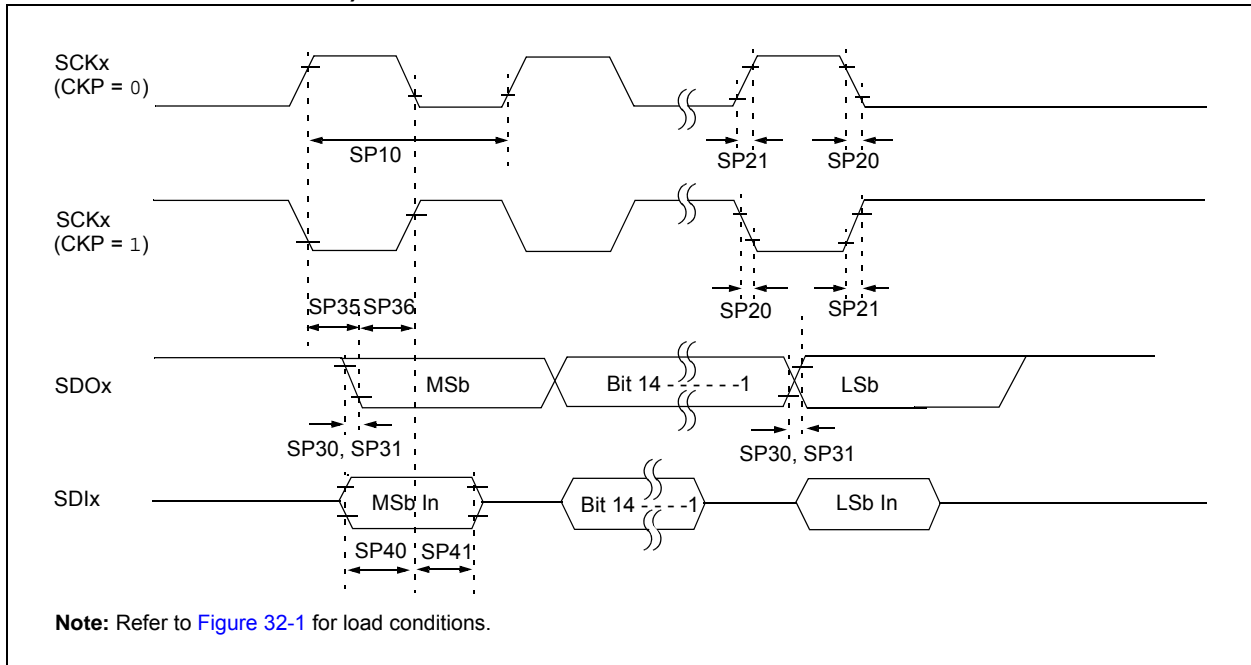 SCKx
(CKP = 0)
SP10
SP21
SP20
SCKx
(CKP = 1)
SP35
SP36
SP20
SP21
SDOx
MSb
Bit 14 - - - - - -1
LSb
SP30, SP31
SP30, SP31
SDIx
MSb In
Bit 14 - - - -1
LSb In
SP40
SP41
Note: Refer to Figure 32-1 for load conditions.